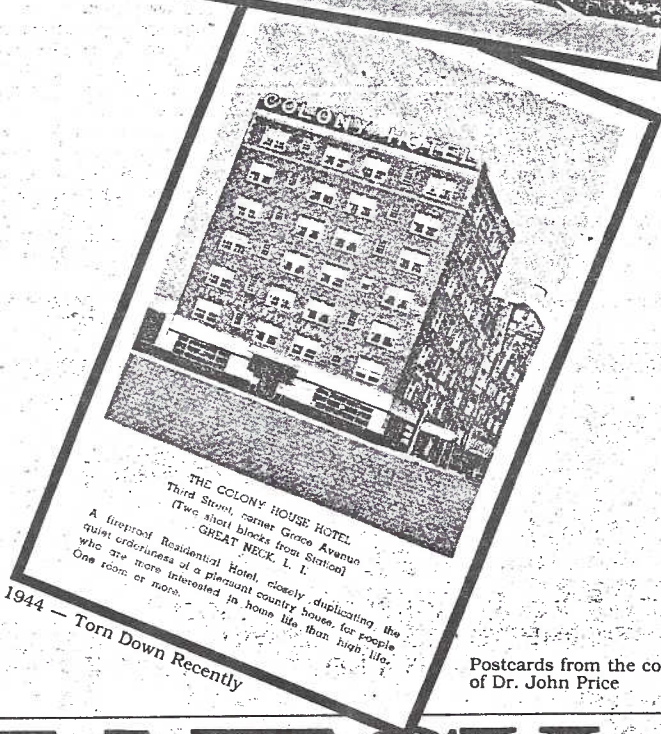 COLONY HOTEL
THE COLONY HOUSE HOTEL
Third Street, corner Grace Avenue
(Two short blocks from Station)
GREAT NECK, L. I.
A fireproof Residential Hotel, closely duplicating the
quiet orderliness of a pleasant country house, for people
who are more interested in home life than high life.
One room or more.
1944 — Torn Down Recently
Postcards from the co
of Dr. John Price